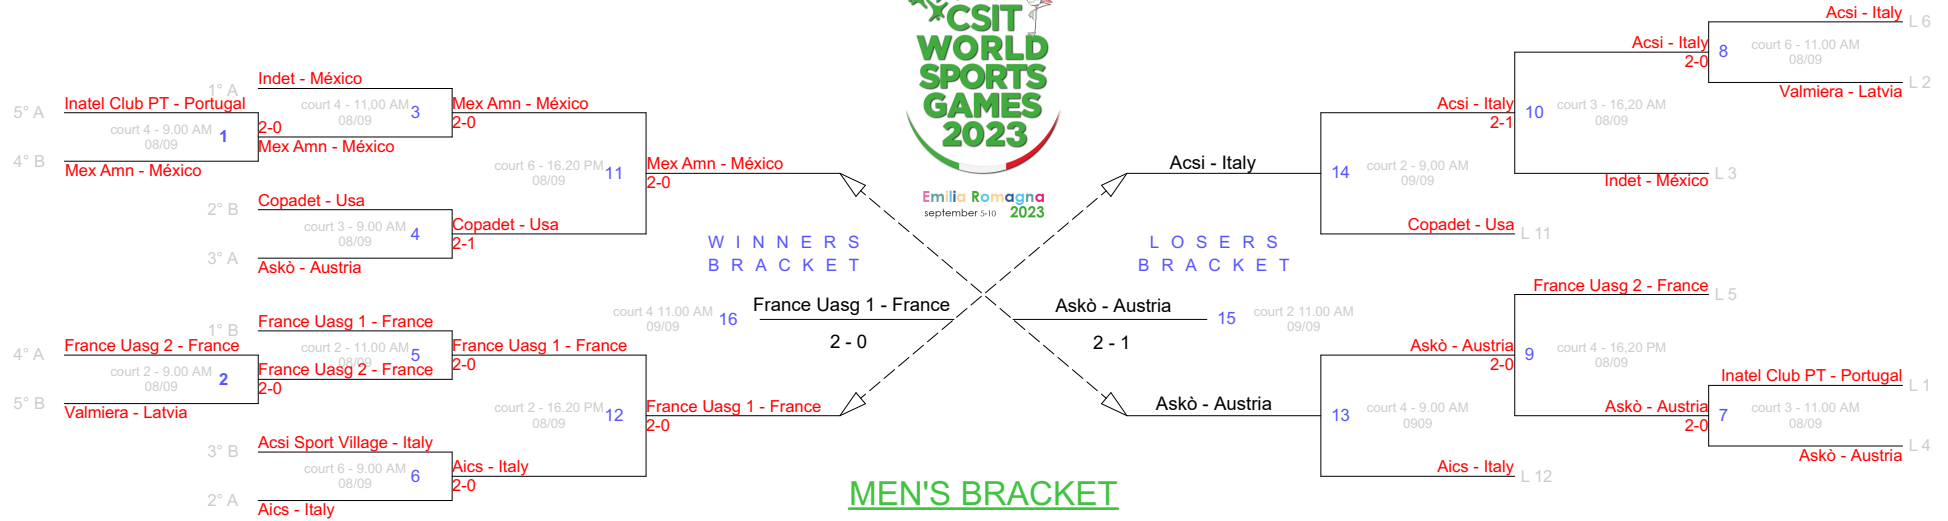 CSIT
WORLD
SPORTS
GAMES
2023
Emilia Romagna
september 5-10 2023
1° A
Indet - México
5° A
Inatel Club PT - Portugal
court 4 - 9.00 AM
08/09
1
4° B
Mex Amn - México
2-0
Mex Amn - México
court 4 - 11,00 AM
08/09
3
Mex Amn - México
2-0
2° B
Copadet - Usa
court 3 - 9.00 AM
08/09
4
3° A
Askò - Austria
Copadet - Usa
2-1
court 6 - 16.20 PM
08/09
11
Mex Amn - México
2-0
WINNERS
BRACKET
1° B
France Uasg 1 - France
4° A
France Uasg 2 - France
court 2 - 9.00 AM
08/09
2
5° B
Valmiera - Latvia
court 2 - 11.00 AM
08/09
5
France Uasg 2 - France
2-0
France Uasg 1 - France
2-0
3° B
Acsi Sport Village - Italy
court 6 - 9.00 AM
08/09
6
2° A
Aics - Italy
Aics - Italy
2-0
court 2 - 16.20 PM
08/09
12
France Uasg 1 - France
2-0
court 4 11.00 AM
09/09
16
France Uasg 1 - France
2 - 0
Askò - Austria
2 - 1
15
court 2 11.00 AM
09/09
LOSERS
BRACKET
Acsi - Italy
14
court 2 - 9,00 AM
09/09
Acsi - Italy
2-1
10
court 3 - 16,20 AM
08/09
Acsi - Italy
2-0
8
court 6 - 11.00 AM
08/09
Acsi - Italy
L 6
Valmiera - Latvia
L 2
Indet - México
L 3
Copadet - Usa
L 11
Askò - Austria
13
court 4 - 9.00 AM
0909
France Uasg 2 - France
L 5
Askò - Austria
2-0
9
court 4 - 16,20 PM
08/09
Inatel Club PT - Portugal
L 1
Askò - Austria
2-0
7
court 3 - 11.00 AM
08/09
Askò - Austria
L 4
Aics - Italy
L 12
MEN'S BRACKET